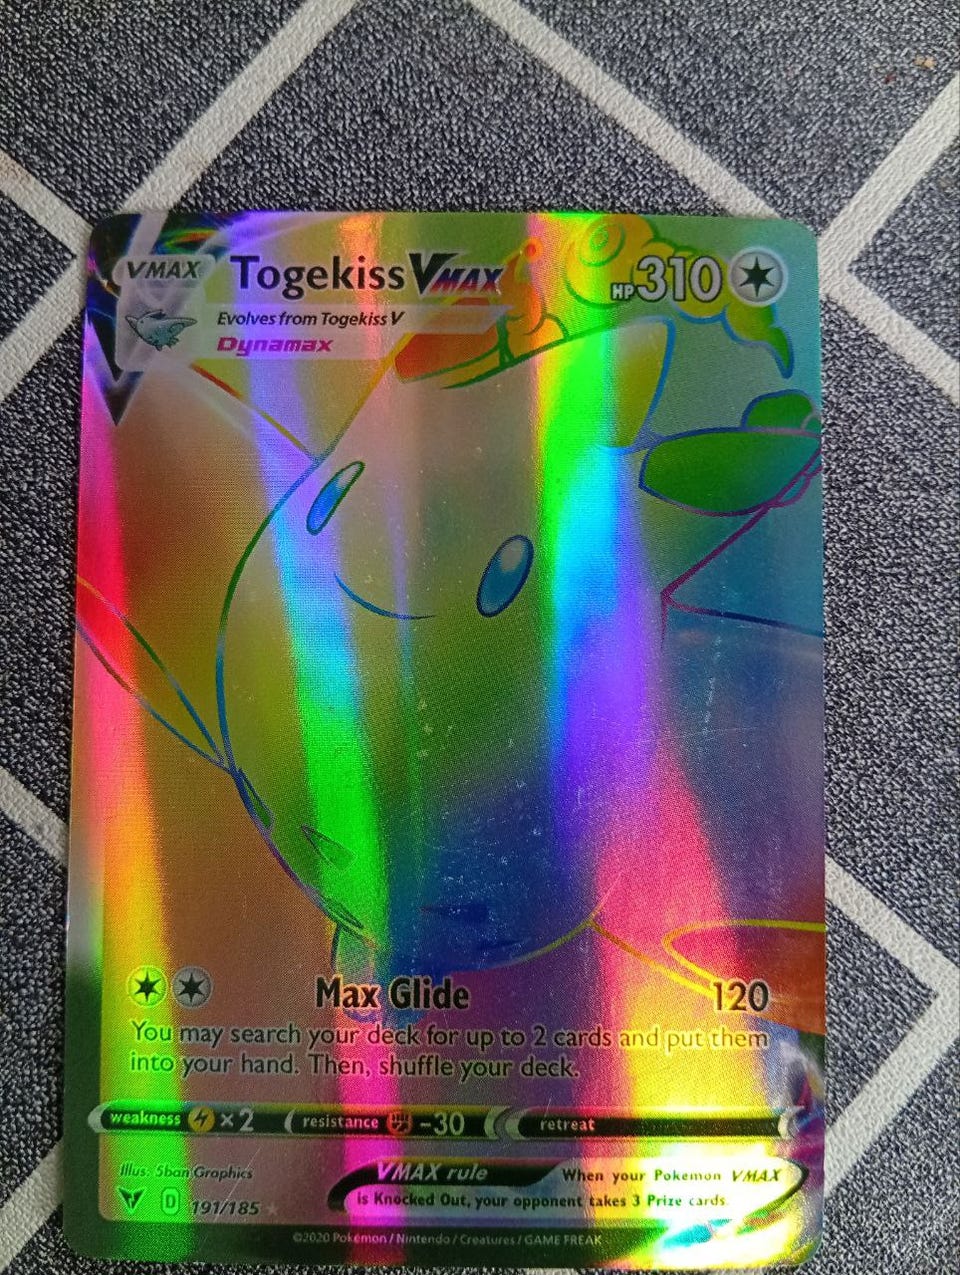 VMAX Togekiss VMAX HP 310
Evolves from Togekiss V
Dynamax
Max Glide 120
You may search your deck for up to 2 cards and put them
into your hand. Then, shuffle your deck.
weakness ×2 resistance -30 retreat
Illus. 5ban Graphics
VMAX rule When your Pokemon VMAX
is Knocked Out, your opponent takes 3 Prize cards.
D 191/185
©2020 Pokémon / Nintendo / Creatures / GAME FREAK